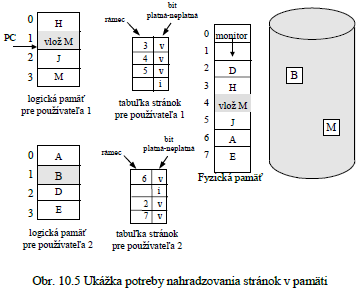 0 H
PC
1 vlož M
2 J
3 M
logická pamäť
pre používateľa 1
rámec
bit
platná-neplatná
3 v
4 v
5 v
i
tabuľka stránok
pre používateľa 1
0 monitor
1
2 D
3 H
4 vlož M
5 J
6 A
7 E
Fyzická pamäť
B
M
0 A
1 B
2 D
3 E
logická pamäť
pre používateľa 2
rámec
bit
platná-neplatná
6 v
i
2 v
7 v
tabuľka stránok
pre používateľa 2
Obr. 10.5 Ukážka potreby nahradzovania stránok v pamäti